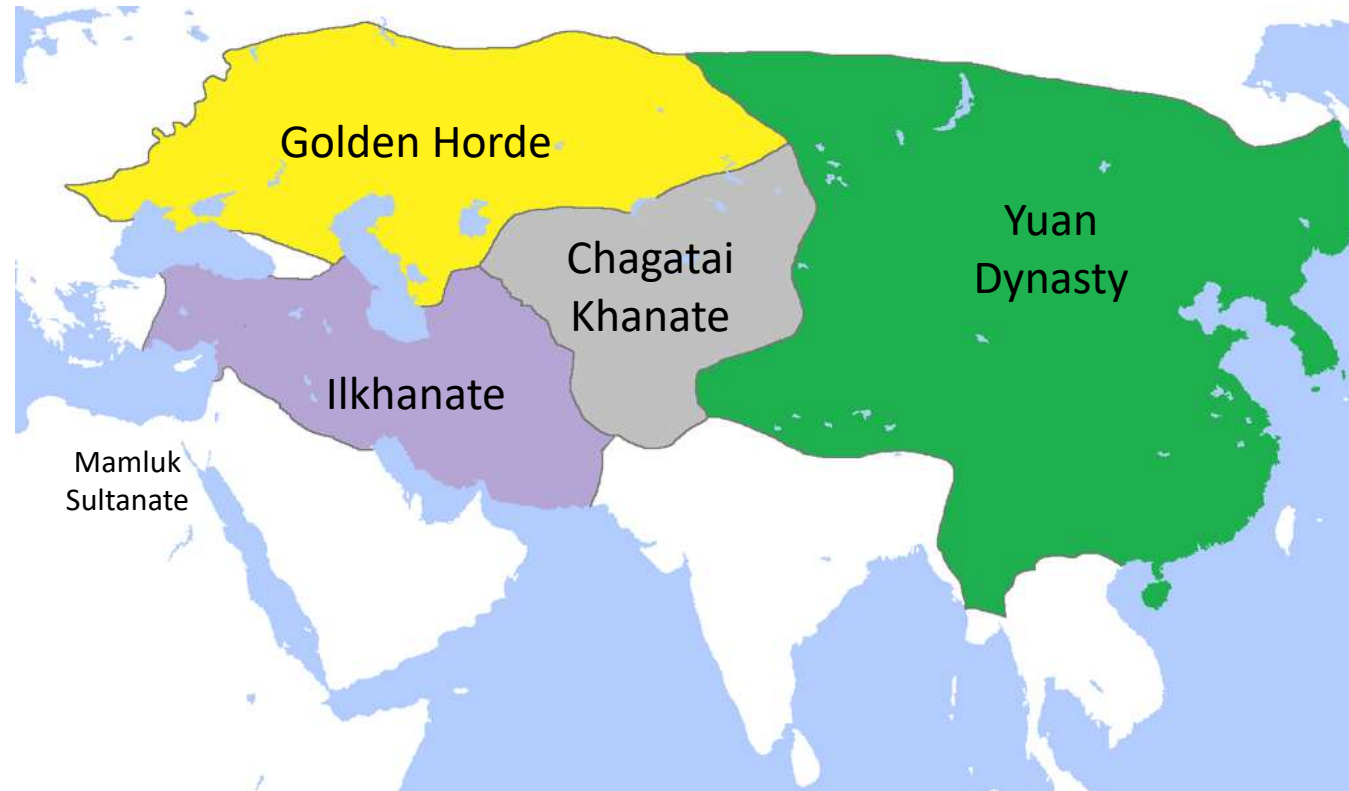 Golden Horde
Yuan
Dynasty
Chagatai
Khanate
Ilkhanate
Mamluk
Sultanate